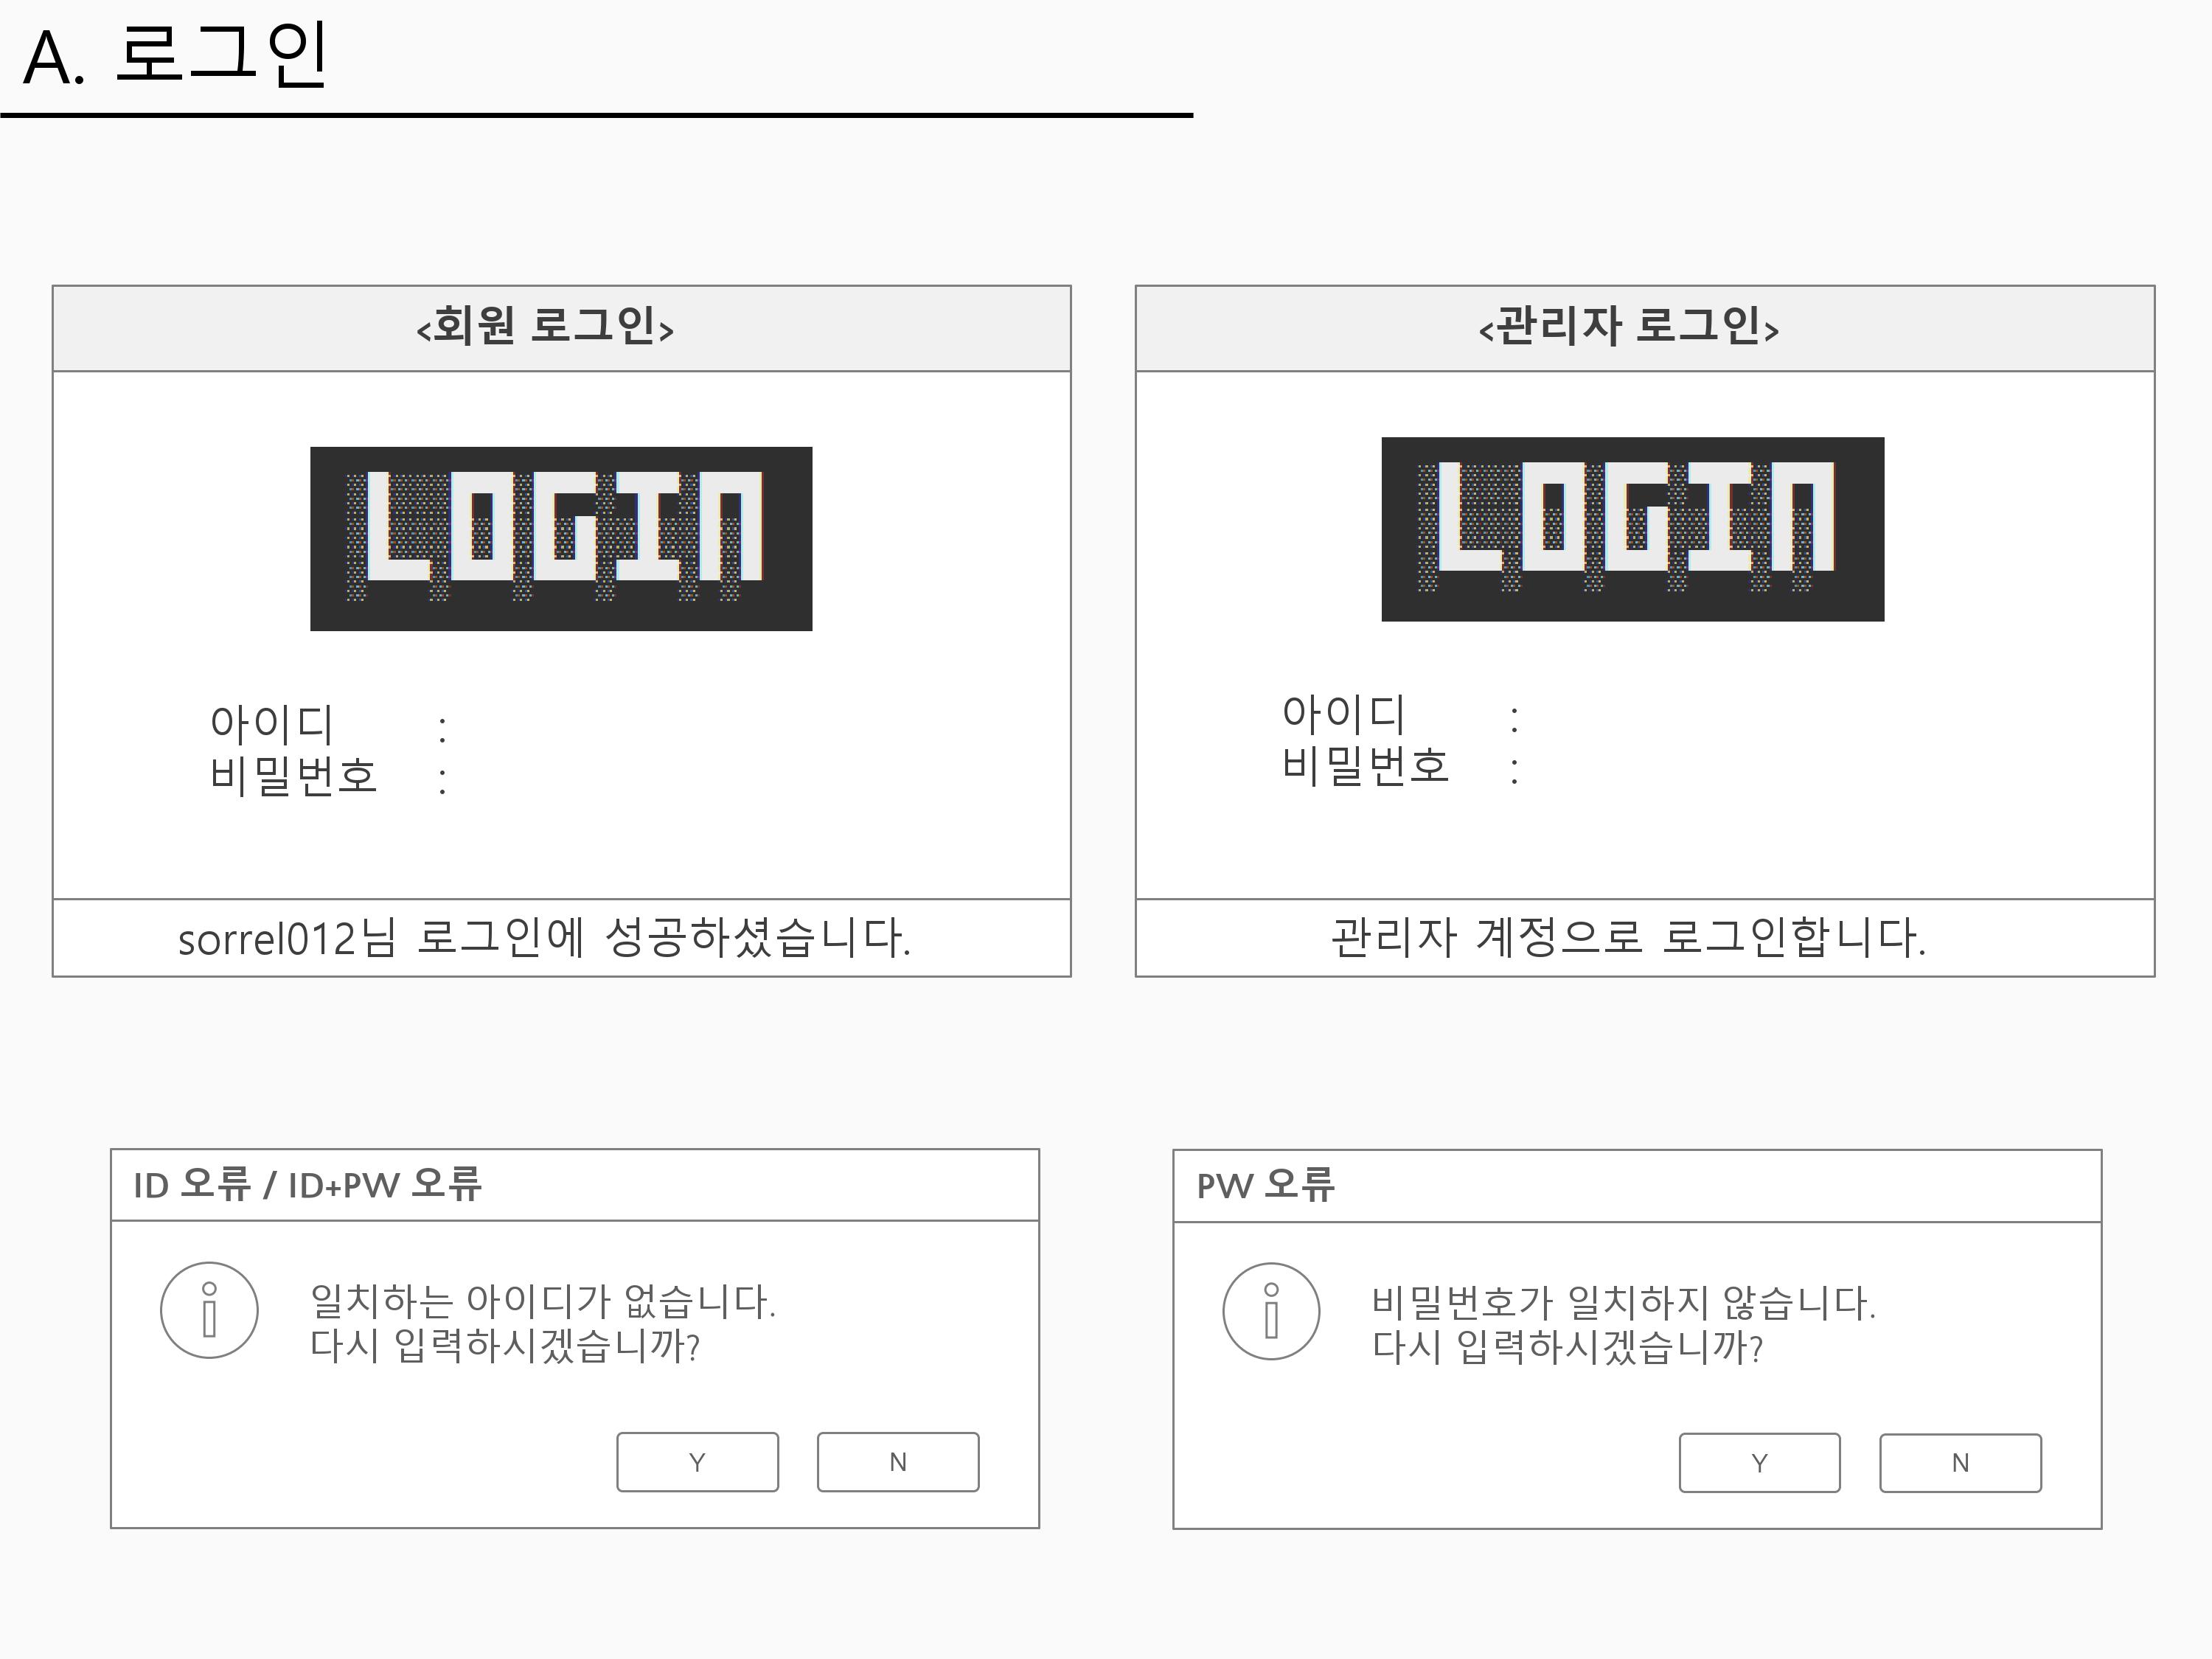 A. 로그인
<회원 로그인>
LOGIN
아이디 :
비밀번호 :
sorrel012님 로그인에 성공하셨습니다.
<관리자 로그인>
LOGIN
아이디 :
비밀번호 :
관리자 계정으로 로그인합니다.
ID 오류 / ID+PW 오류
i
일치하는 아이디가 없습니다.
다시 입력하시겠습니까?
Y N
PW 오류
i
비밀번호가 일치하지 않습니다.
다시 입력하시겠습니까?
Y N